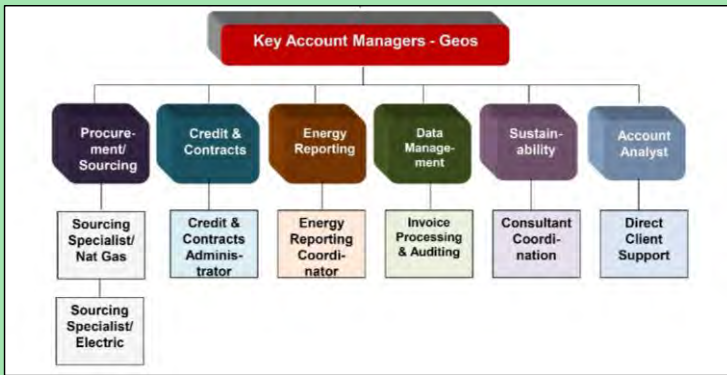 Key Account Managers - Geos
Procure-
ment/
Sourcing
Credit &
Contracts
Energy
Reporting
Data
Manage-
ment
Sustain-
ability
Account
Analyst
Sourcing
Specialist/
Nat Gas
Credit &
Contracts
Adminis-
trator
Energy
Reporting
Coordi-
nator
Invoice
Processing
& Auditing
Consultant
Coordi-
nation
Direct
Client
Support
Sourcing
Specialist/
Electric